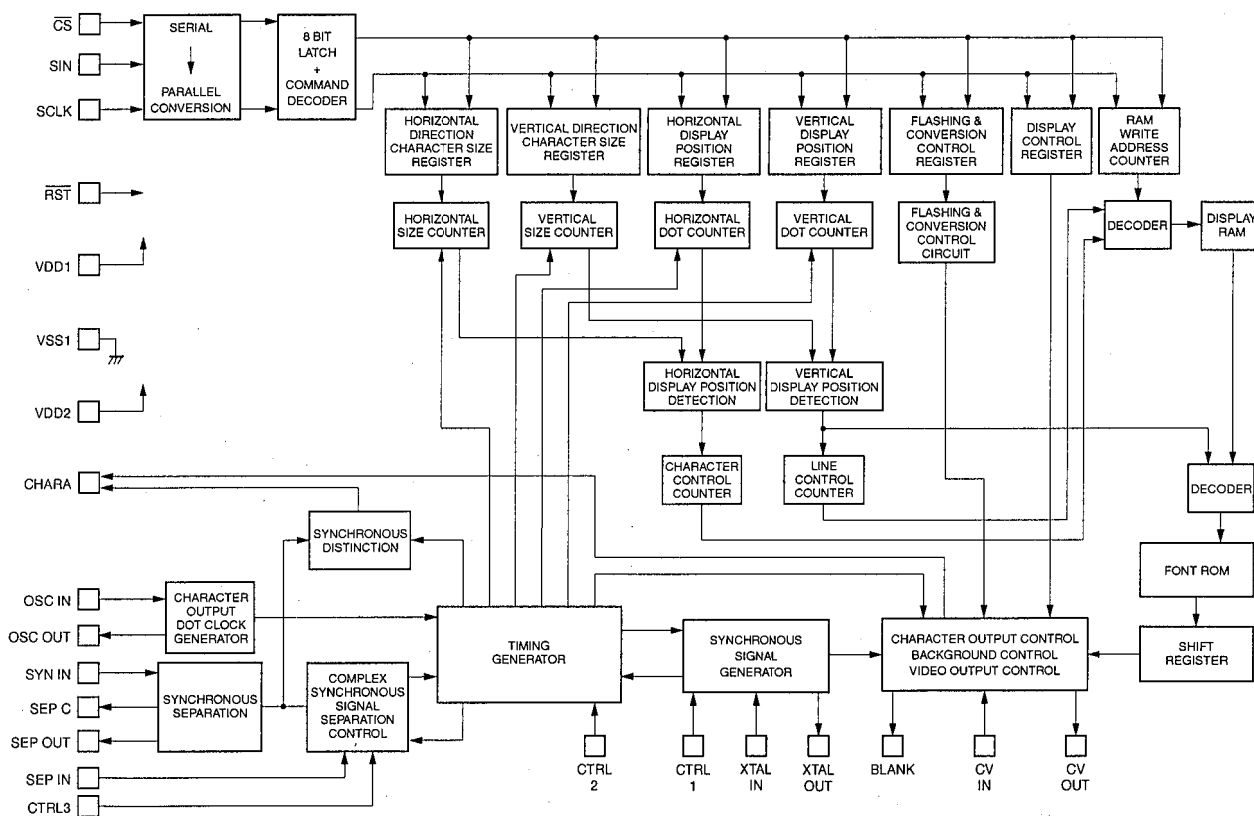 CS
SIN
SCLK
SERIAL
PARALLEL
CONVERSION
8 BIT
LATCH
+
COMMAND
DECODER
HORIZONTAL
DIRECTION
CHARACTER SIZE
REGISTER
VERTICAL DIRECTION
CHARACTER SIZE
REGISTER
HORIZONTAL
DISPLAY
POSITION
REGISTER
VERTICAL
DISPLAY
POSITION
REGISTER
FLASHING &
CONVERSION
CONTROL
REGISTER
DISPLAY
CONTROL
REGISTER
RAM
WRITE
ADDRESS
COUNTER
RST
VDD1
VSS1
VDD2
CHARA
HORIZONTAL
SIZE COUNTER
VERTICAL
SIZE COUNTER
HORIZONTAL
DOT COUNTER
VERTICAL
DOT COUNTER
FLASHING &
CONVERSION
CONTROL
CIRCUIT
DECODER
DISPLAY
RAM
HORIZONTAL
DISPLAY POSITION
DETECTION
VERTICAL
DISPLAY POSITION
DETECTION
CHARACTER
CONTROL
COUNTER
LINE
CONTROL
COUNTER
DECODER
SYNCHRONOUS
DISTINCTION
FONT ROM
OSC IN
OSC OUT
CHARACTER
OUTPUT
DOT CLOCK
GENERATOR
TIMING
GENERATOR
SYNCHRONOUS
SIGNAL
GENERATOR
CHARACTER OUTPUT CONTROL
BACKGROUND CONTROL
VIDEO OUTPUT CONTROL
SHIFT
REGISTER
SYN IN
SEP C
SEP OUT
SEP IN
CTRL3
SYNCHRONOUS
SEPARATION
COMPLEX
SYNCHRONOUS
SIGNAL
SEPARATION
CONTROL
CTRL
2
CTRL
1
XTAL
IN
XTAL
OUT
BLANK
CV
IN
CV
OUT